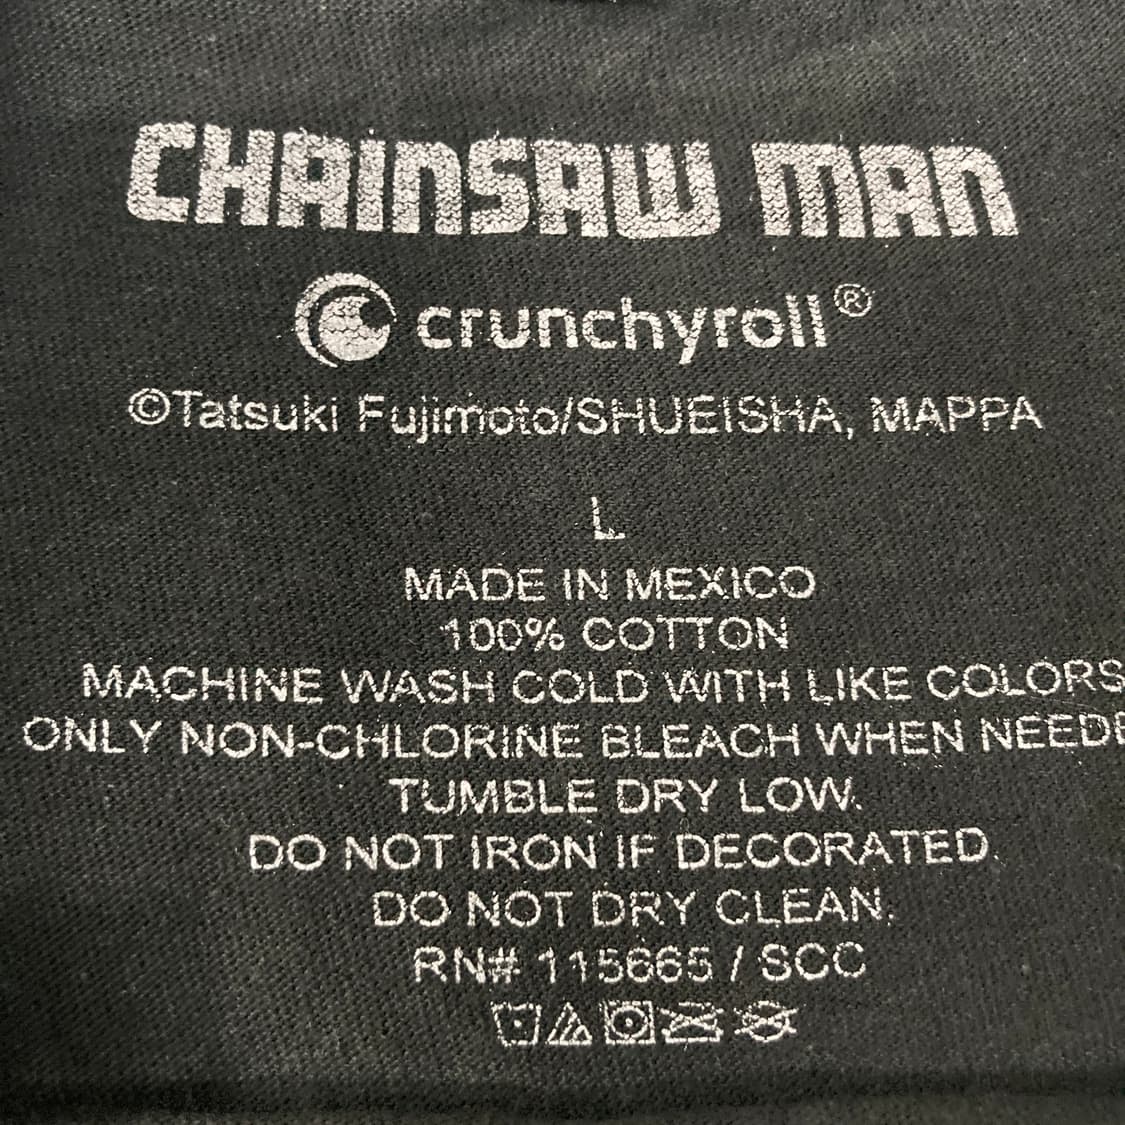 CHAINSAW MAN
crunchyroll®
©Tatsuki Fujimoto/SHUEISHA, MAPPA
L
MADE IN MEXICO
100% COTTON
MACHINE WASH COLD WITH LIKE COLORS
ONLY NON-CHLORINE BLEACH WHEN NEEDE
TUMBLE DRY LOW.
DO NOT IRON IF DECORATED.
DO NOT DRY CLEAN.
RN# 115665 / SCC